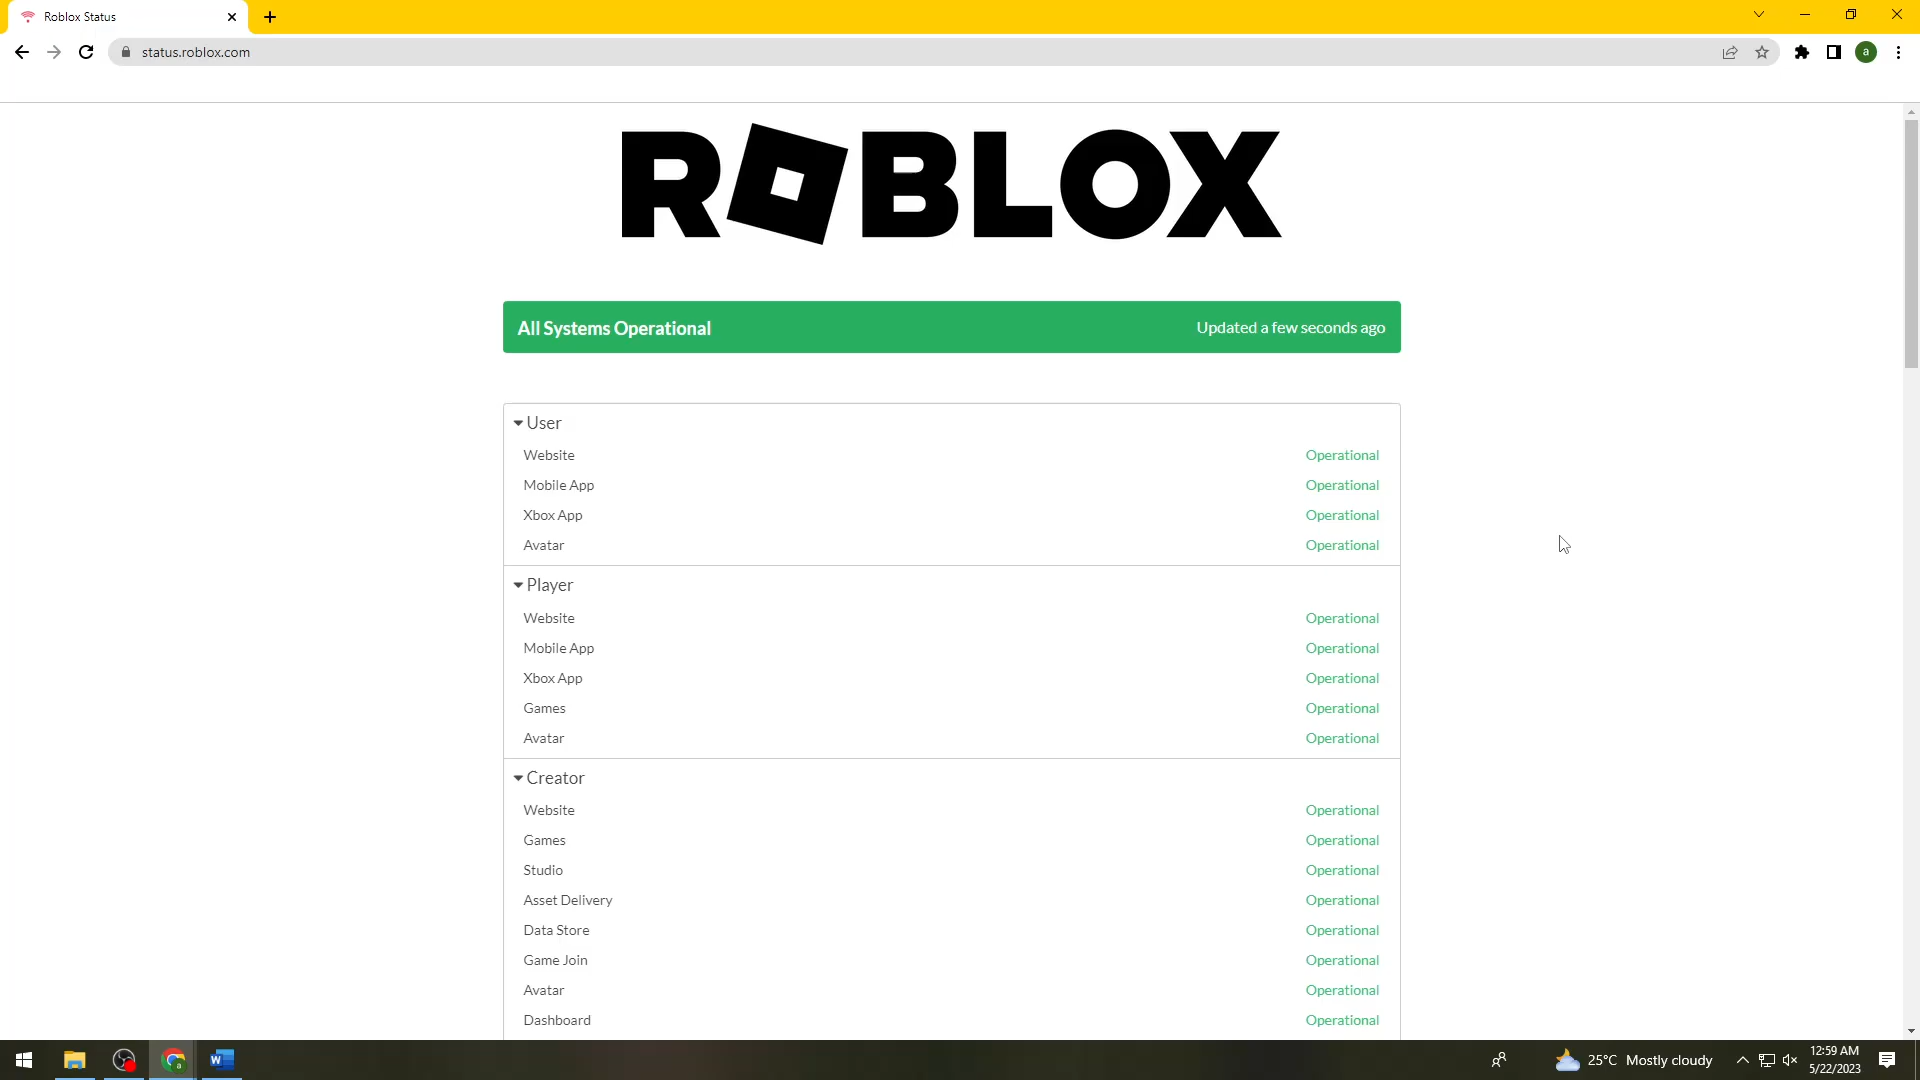 Roblox Status
status.roblox.com
a
ROBLOX
All Systems Operational Updated a few seconds ago
User
Website Operational
Mobile App Operational
Xbox App Operational
Avatar Operational
Player
Website Operational
Mobile App Operational
Xbox App Operational
Games Operational
Avatar Operational
Creator
Website Operational
Games Operational
Studio Operational
Asset Delivery Operational
Data Store Operational
Game Join Operational
Avatar Operational
Dashboard Operational
a
W
25°C Mostly cloudy
12:59 AM
5/22/2023